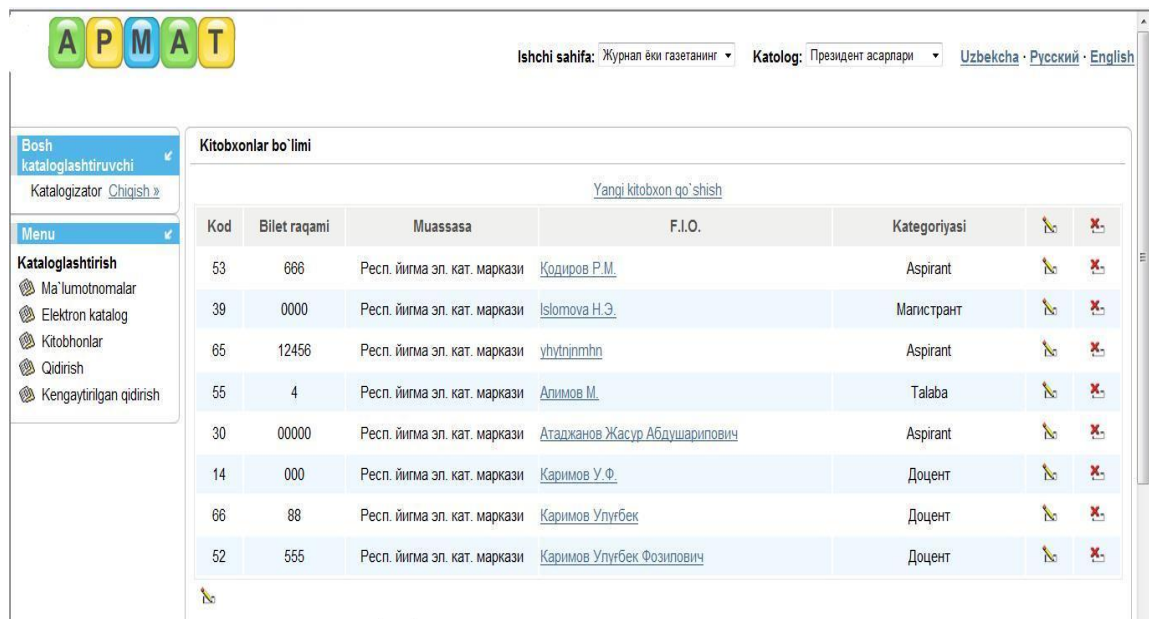 АРМАТ
Ishchi sahifa: Журнал ёки газетанинг Katolog: Президент асарлари Uzbekcha · Русский · English
Bosh kataloglashtiruvchi
Katalogizator Chiqish »
Menu
Kataloglashtirish
Ma`lumotnomalar
Elektron katalog
Kitobhonlar
Qidirish
Kengaytirilgan qidirish
Kitobxonlar bo`limi
Yangi kitobxon qo`shish
Kod Bilet raqami Muassasa F.I.O. Kategoriyasi
53 666 Респ. йигма эл. кат. маркази Қодиров Р.М. Aspirant
39 0000 Респ. йигма эл. кат. маркази Islomova Н.Э. Магистрант
65 12456 Респ. йигма эл. кат. маркази yhytnjnmhn Aspirant
55 4 Респ. йигма эл. кат. маркази Алимов М. Talaba
30 00000 Респ. йигма эл. кат. маркази Атаджанов Жасур Абдушарипович Aspirant
14 000 Респ. йигма эл. кат. маркази Каримов У.Ф. Доцент
66 88 Респ. йигма эл. кат. маркази Каримов Улуғбек Доцент
52 555 Респ. йигма эл. кат. маркази Каримов Улуғбек Фозилович Доцент